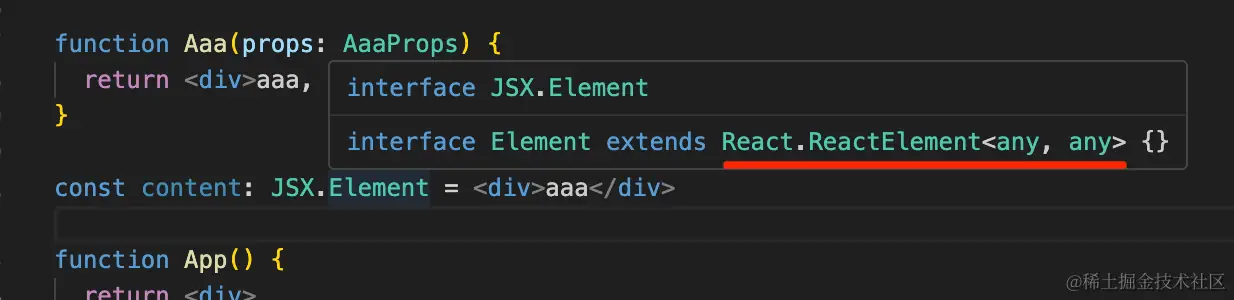 function Aaa(props: AaaProps) {
return <div>aaa,
interface JSX.Element
}
interface Element extends React.ReactElement<any, any> {}
const content: JSX.Element = <div>aaa</div>
function App() {
return <div>
@稀土掘金技术社区